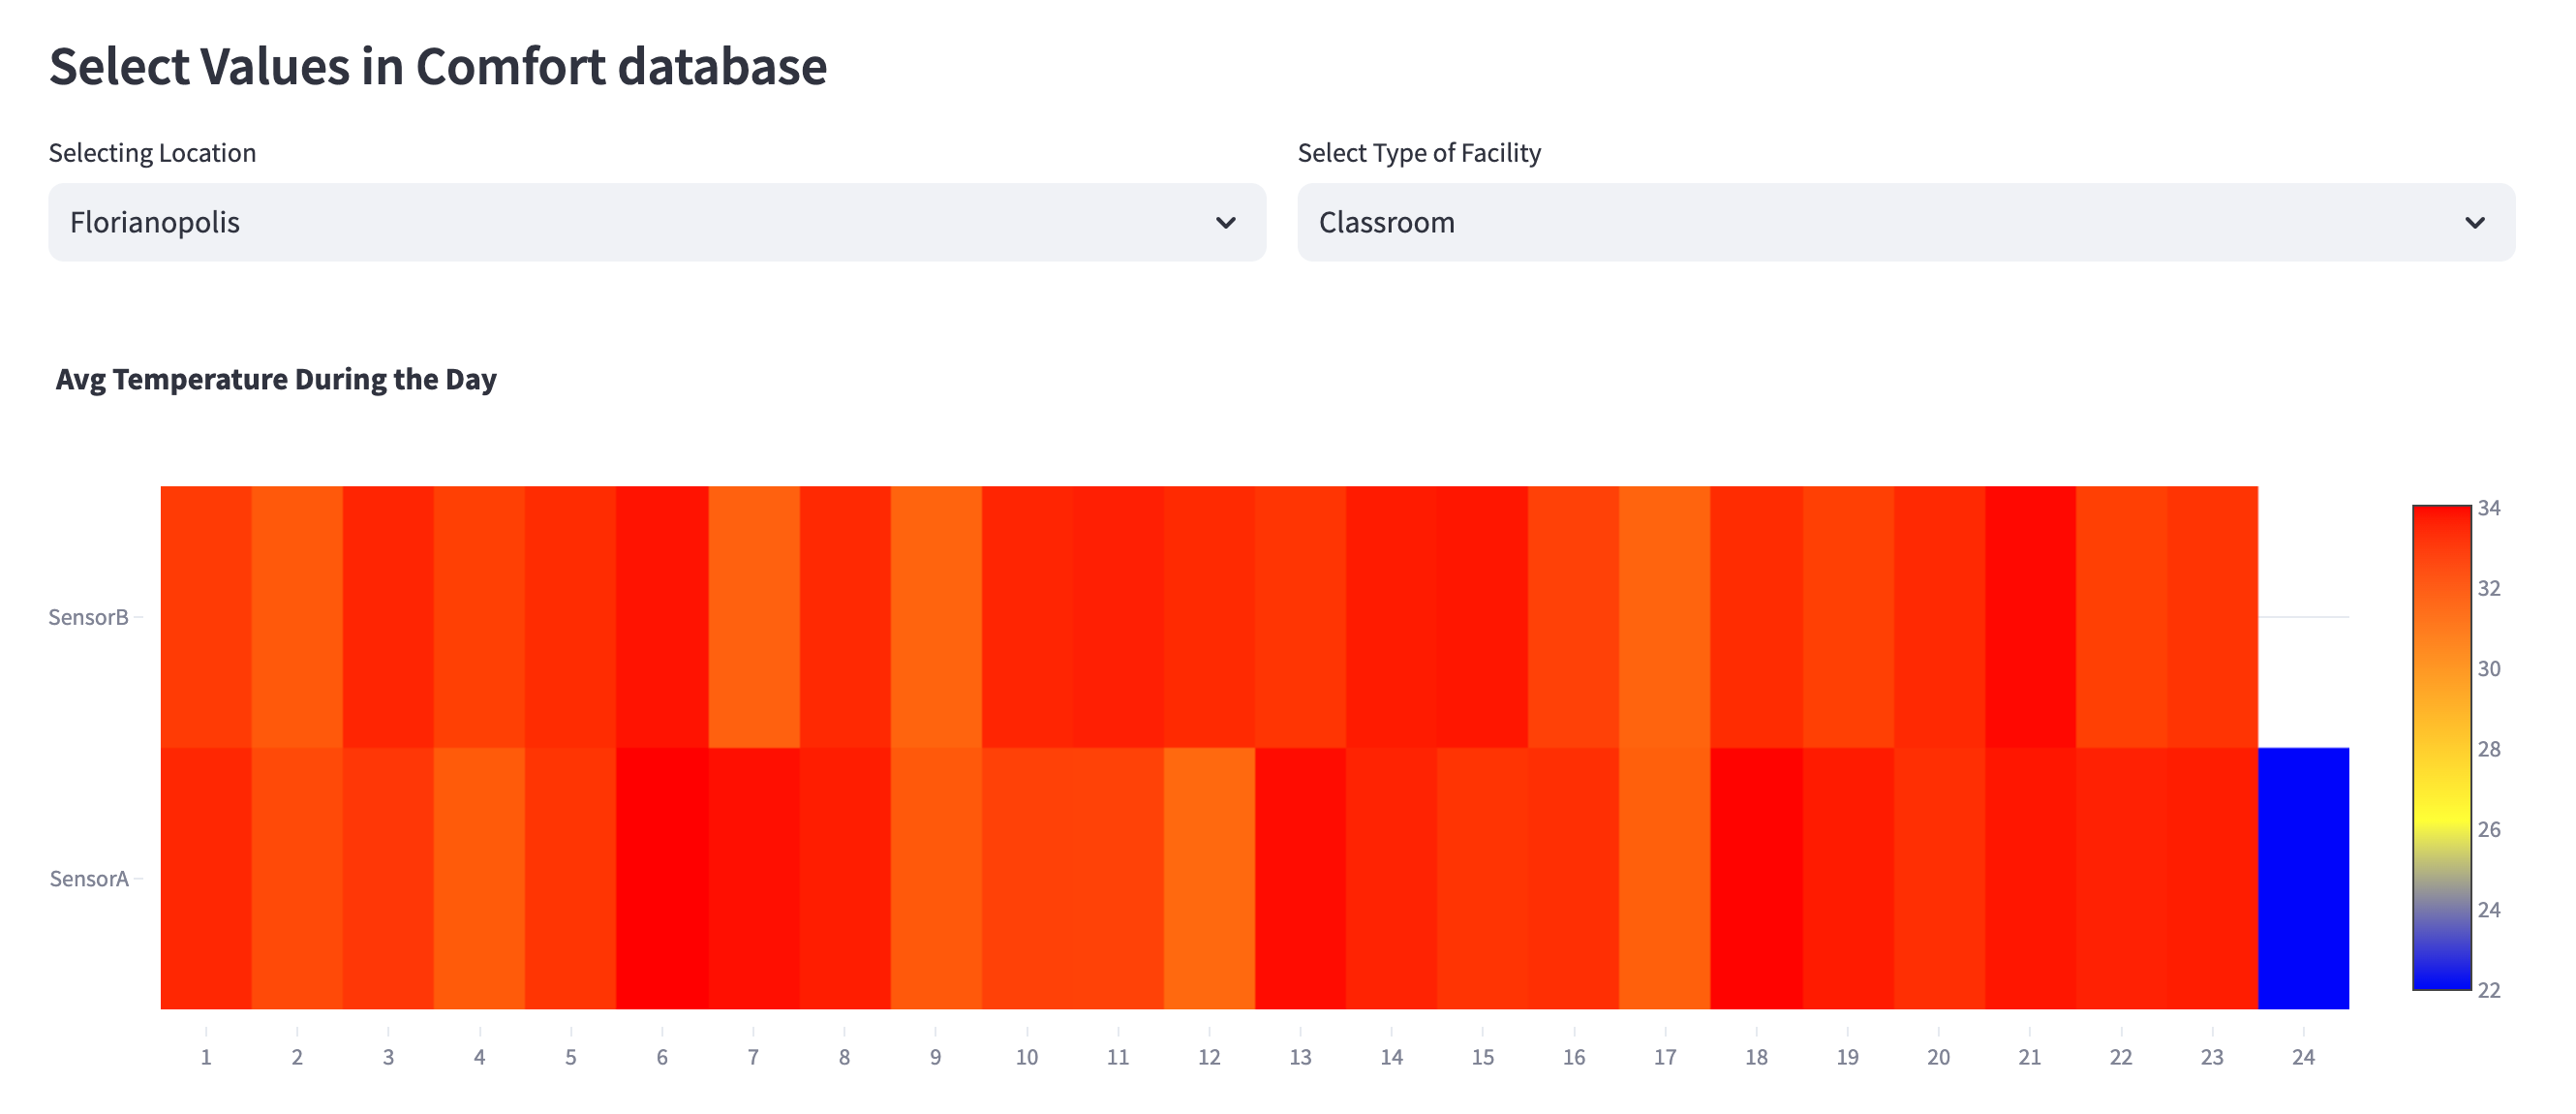 Select Values in Comfort database
Selecting Location
Select Type of Facility
Florianopolis
Classroom
Avg Temperature During the Day
SensorB
SensorA
34
32
30
28
26
24
22
1 2 3 4 5 6 7 8 9 10 11 12 13 14 15 16 17 18 19 20 21 22 23 24